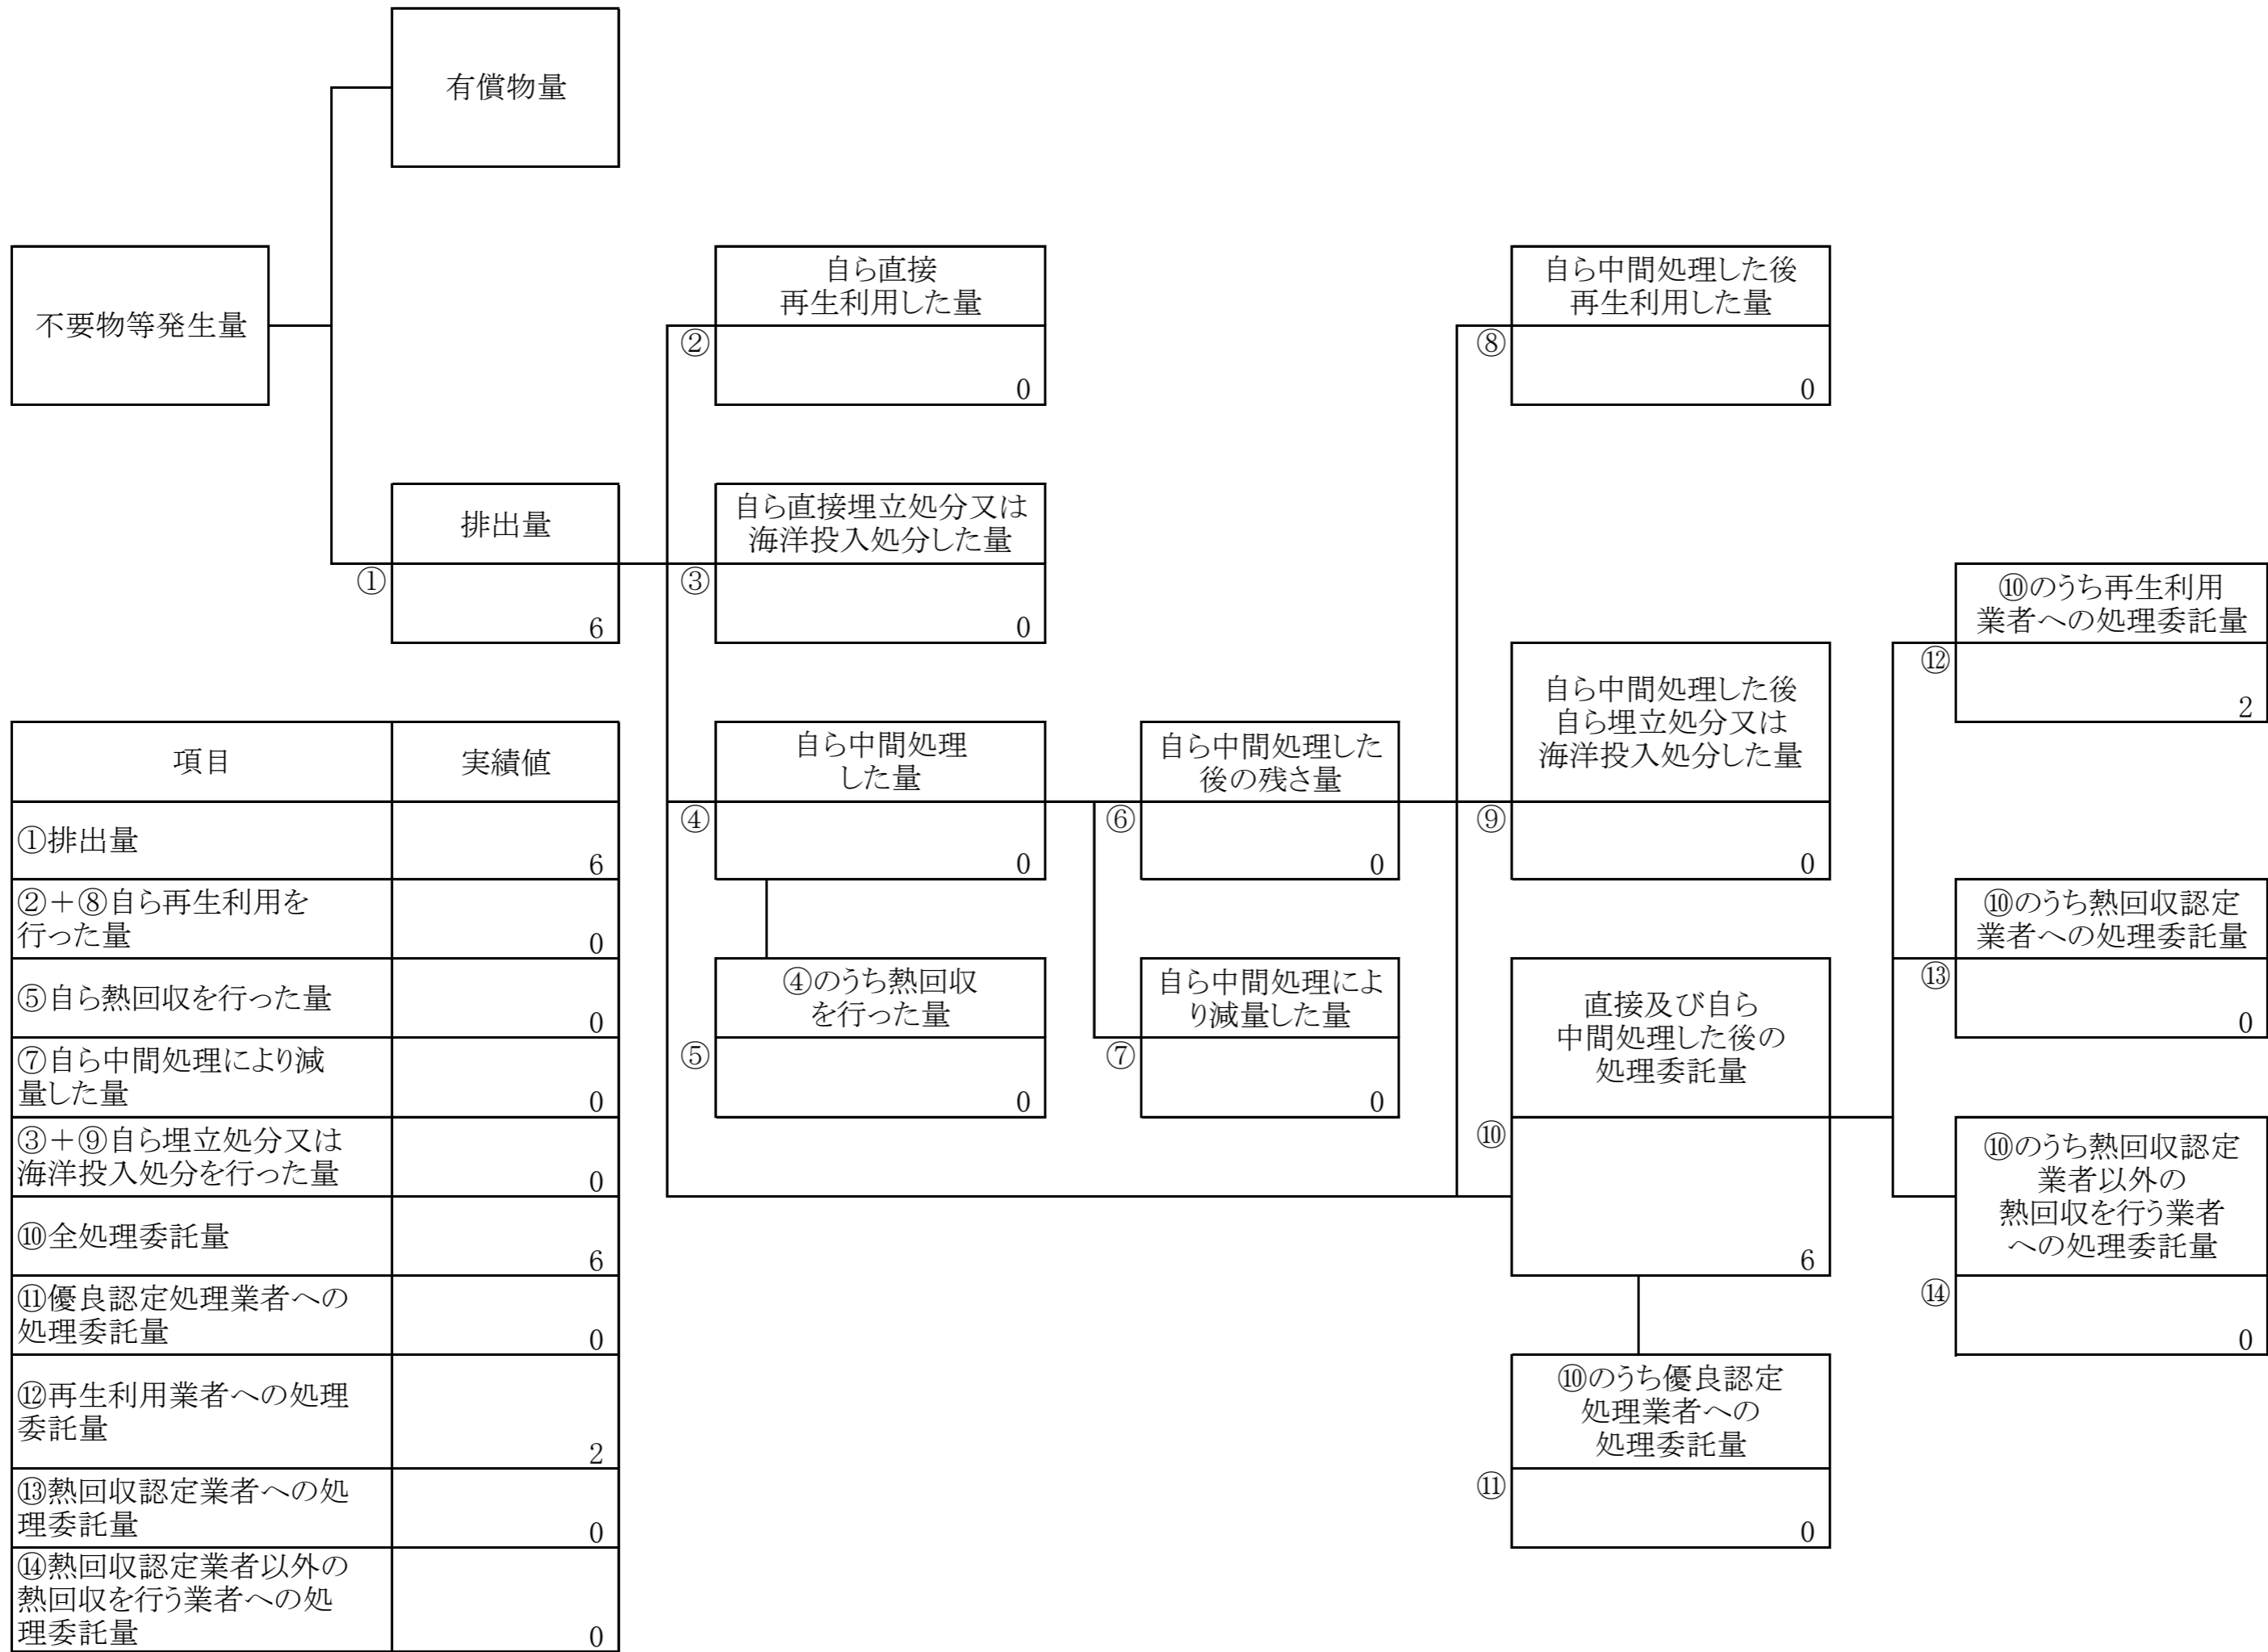 有償物量
不要物等発生量
自ら直接
再生利用した量
②
0
自ら中間処理した後
再生利用した量
⑧
0
排出量
①
6
自ら直接埋立処分又は
海洋投入処分した量
③
0
⑩のうち再生利用
業者への処理委託量
⑫
2
自ら中間処理
した量
④
0
自ら中間処理した
後の残さ量
⑥
0
自ら中間処理した後
自ら埋立処分又は
海洋投入処分した量
⑨
0
⑩のうち熱回収認定
業者への処理委託量
⑬
0
④のうち熱回収
を行った量
⑤
0
自ら中間処理によ
り減量した量
⑦
0
直接及び自ら
中間処理した後の
処理委託量
⑩
6
⑩のうち熱回収認定
業者以外の
熱回収を行う業者
への処理委託量
⑭
0
⑩のうち優良認定
処理業者への
処理委託量
⑪
0
項目 実績値
①排出量
6
②＋⑧自ら再生利用を
行った量
0
⑤自ら熱回収を行った量
0
⑦自ら中間処理により減
量した量
0
③＋⑨自ら埋立処分又は
海洋投入処分を行った量
0
⑩全処理委託量
6
⑪優良認定処理業者への
処理委託量
0
⑫再生利用業者への処理
委託量
2
⑬熱回収認定業者への処
理委託量
0
⑭熱回収認定業者以外の
熱回収を行う業者への処
理委託量
0